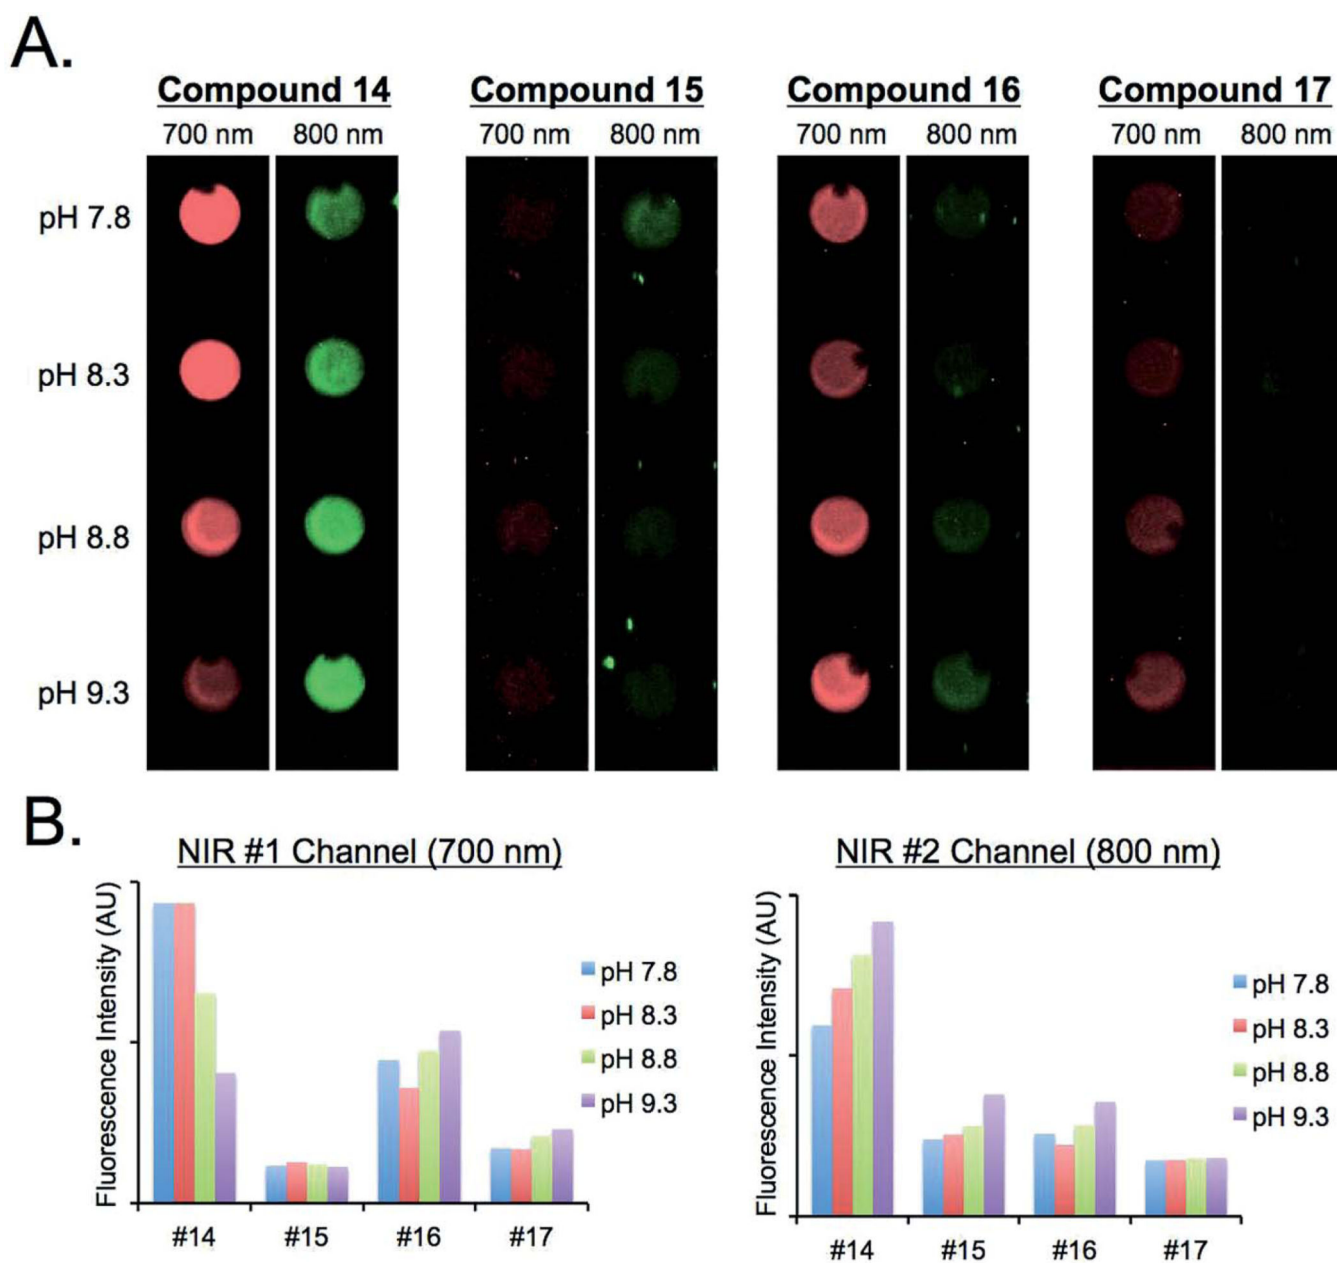 A.
Compound 14 Compound 15 Compound 16 Compound 17
700 nm 800 nm 700 nm 800 nm 700 nm 800 nm 700 nm 800 nm
pH 7.8
pH 8.3
pH 8.8
pH 9.3
B.
NIR #1 Channel (700 nm)
Fluorescence Intensity (AU)
pH 7.8
pH 8.3
pH 8.8
pH 9.3
#14 #15 #16 #17
NIR #2 Channel (800 nm)
Fluorescence Intensity (AU)
pH 7.8
pH 8.3
pH 8.8
pH 9.3
#14 #15 #16 #17